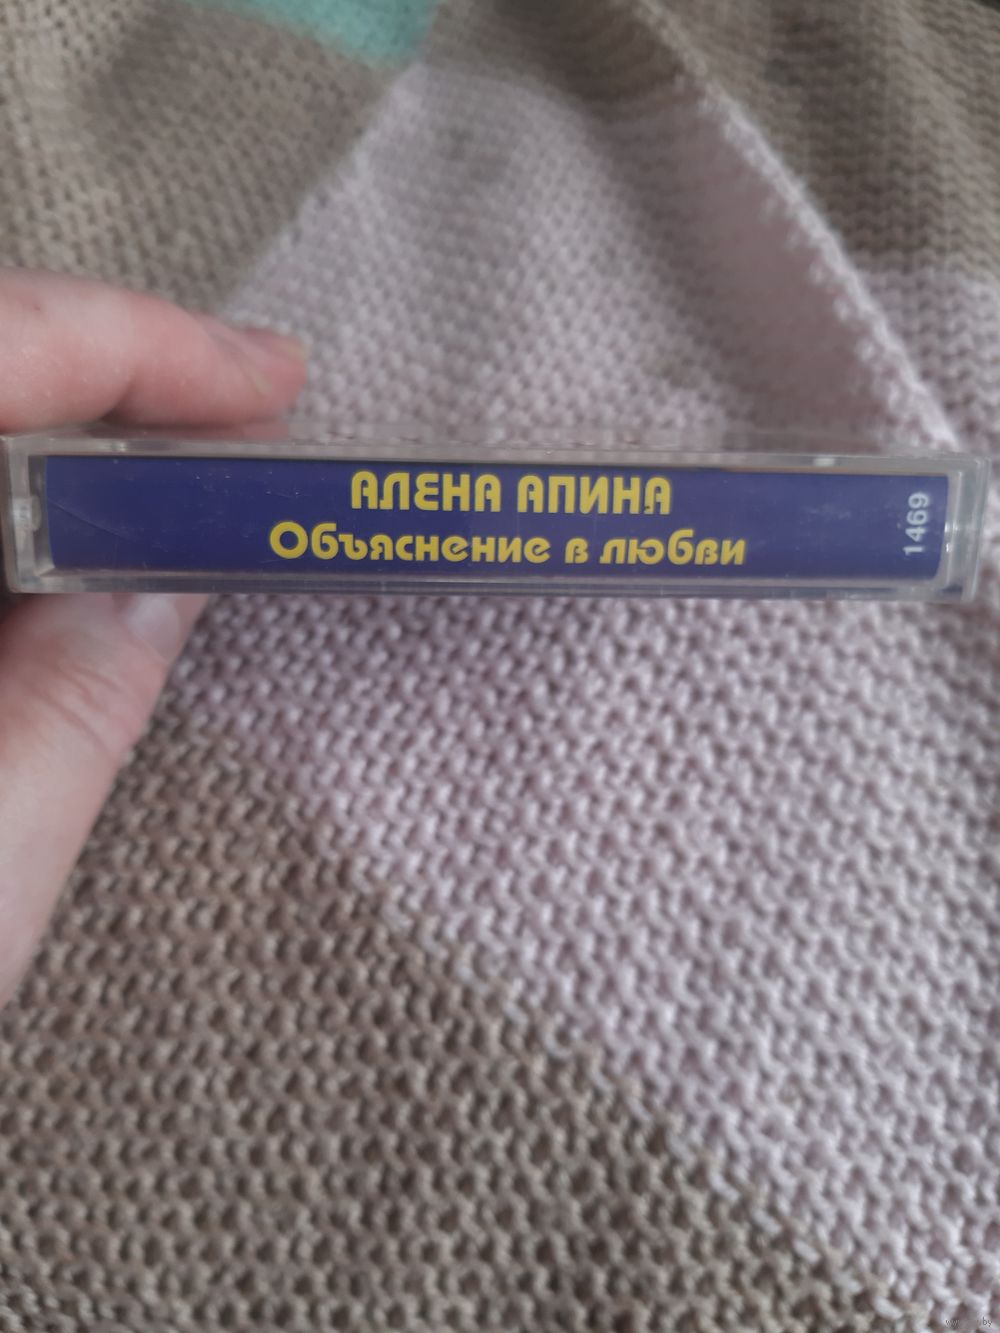 АЛЕНА АПИНА
Объяснение в любви
1469